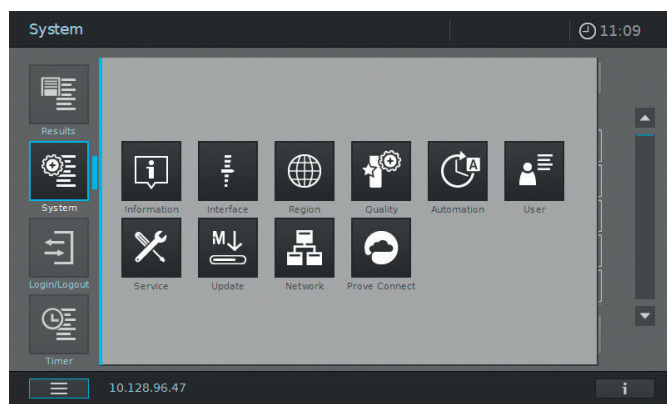 System
11:09
Results
System
Login/Logout
Timer
Information
Interface
Region
Quality
A
Automation
User
Service
M
Update
Network
Prove Connect
10.128.96.47
i